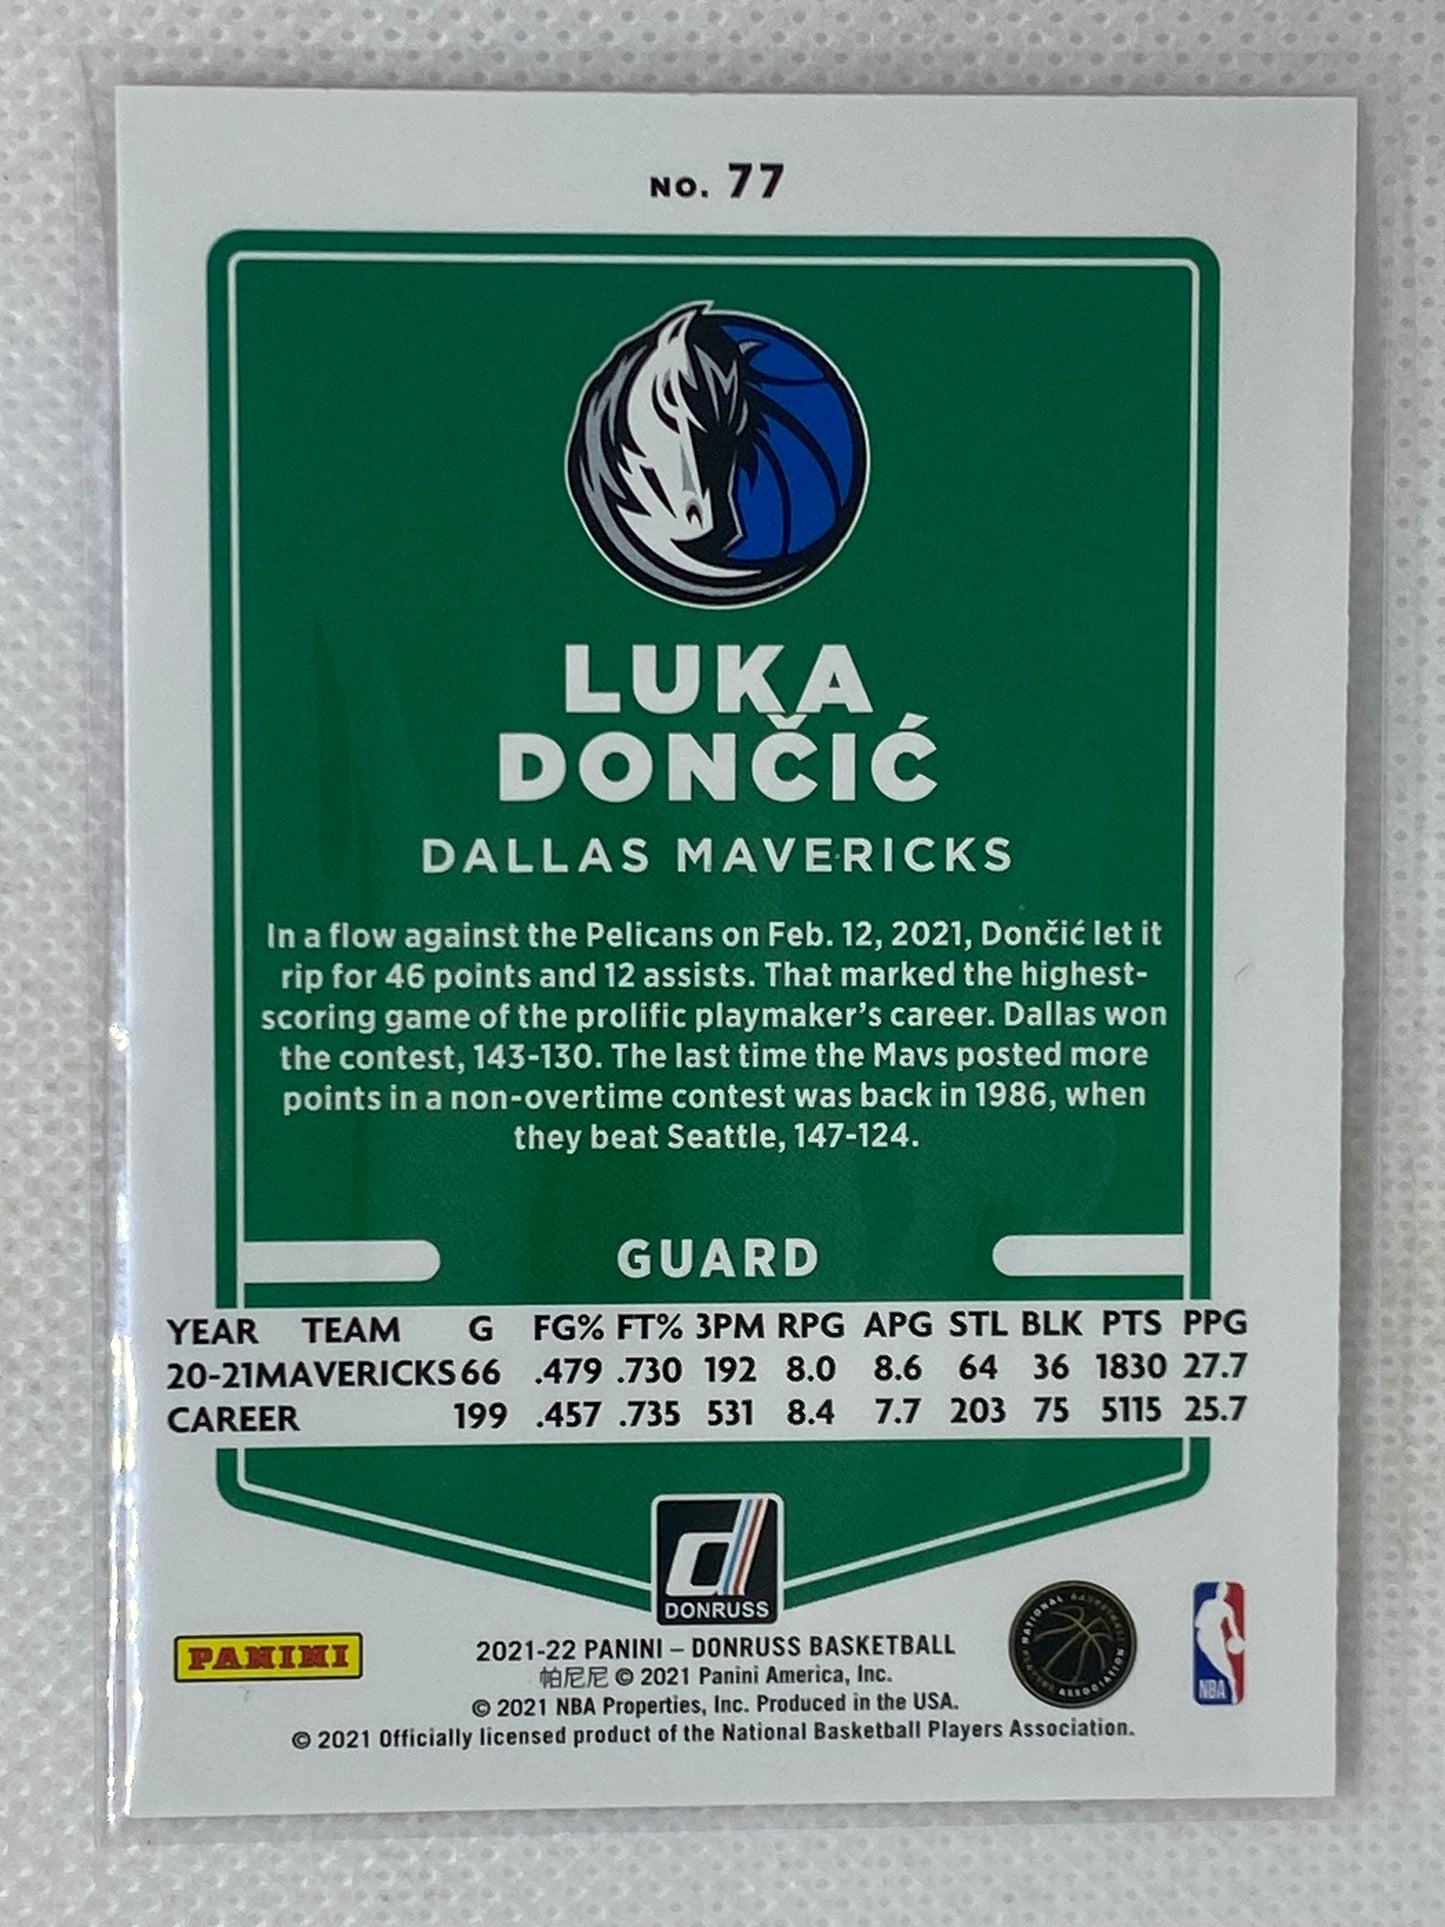 NO. 77
LUKA
DONČIĆ
DALLAS MAVERICKS
In a flow against the Pelicans on Feb. 12, 2021, Dončić let it
rip for 46 points and 12 assists. That marked the highest-
scoring game of the prolific playmaker's career. Dallas won
the contest, 143-130. The last time the Mavs posted more
points in a non-overtime contest was back in 1986, when
they beat Seattle, 147-124.
GUARD
YEAR TEAM G FG% FT% 3PM RPG APG STL BLK PTS PPG
20-21 MAVERICKS 66 .479 .730 192 8.0 8.6 64 36 1830 27.7
CAREER 199 .457 .735 531 8.4 7.7 203 75 5115 25.7
d
DONRUSS
PANINI
2021-22 PANINI – DONRUSS BASKETBALL
帕尼尼 © 2021 Panini America, Inc.
© 2021 NBA Properties, Inc. Produced in the USA.
© 2021 Officially licensed product of the National Basketball Players Association.
NATIONAL BASKETBALL PLAYERS ASSOCIATION
NBA